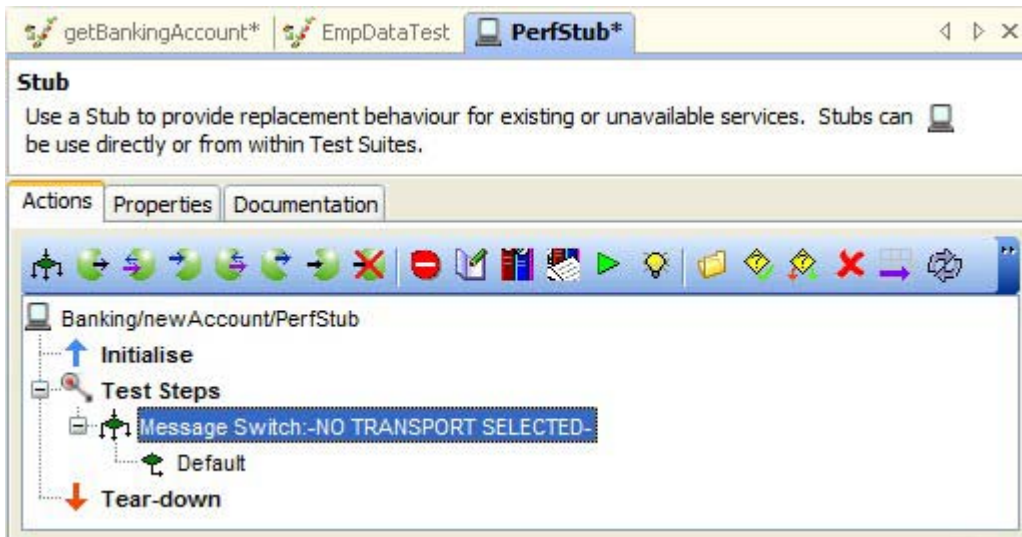 getBankingAccount* EmpDataTest PerfStub*
Stub
Use a Stub to provide replacement behaviour for existing or unavailable services. Stubs can
be use directly or from within Test Suites.
Actions Properties Documentation
Banking/newAccount/PerfStub
Initialise
Test Steps
Message Switch:-NO TRANSPORT SELECTED-
Default
Tear-down